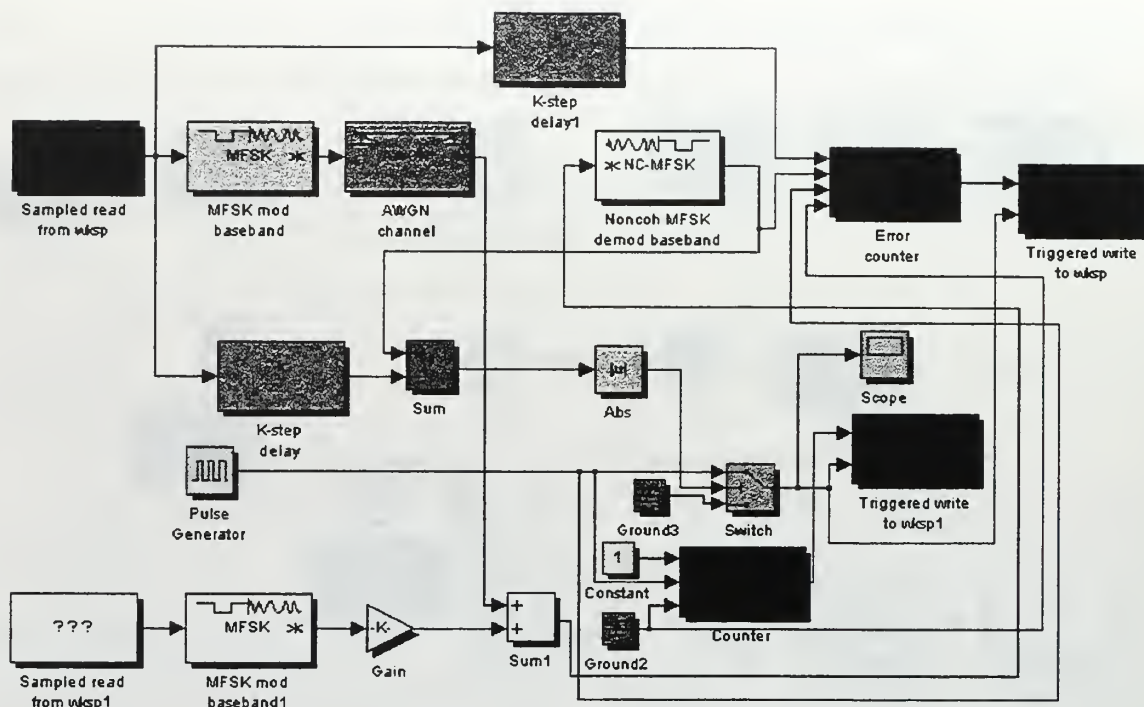 K-step
delay1
MFSK
Sampled read
from wksp
MFSK mod
baseband
AWGN
channel
NC-MFSK
Noncoh MFSK
demod baseband
Error
counter
Triggered write
to wksp
K-step
delay
Sum
Abs
Scope
Pulse
Generator
Ground3
Switch
Triggered write
to wksp1
1
Constant
Counter
Ground2
???
Sampled read
from wksp1
MFSK
MFSK mod
baseband1
-K-
Gain
+
+
Sum1